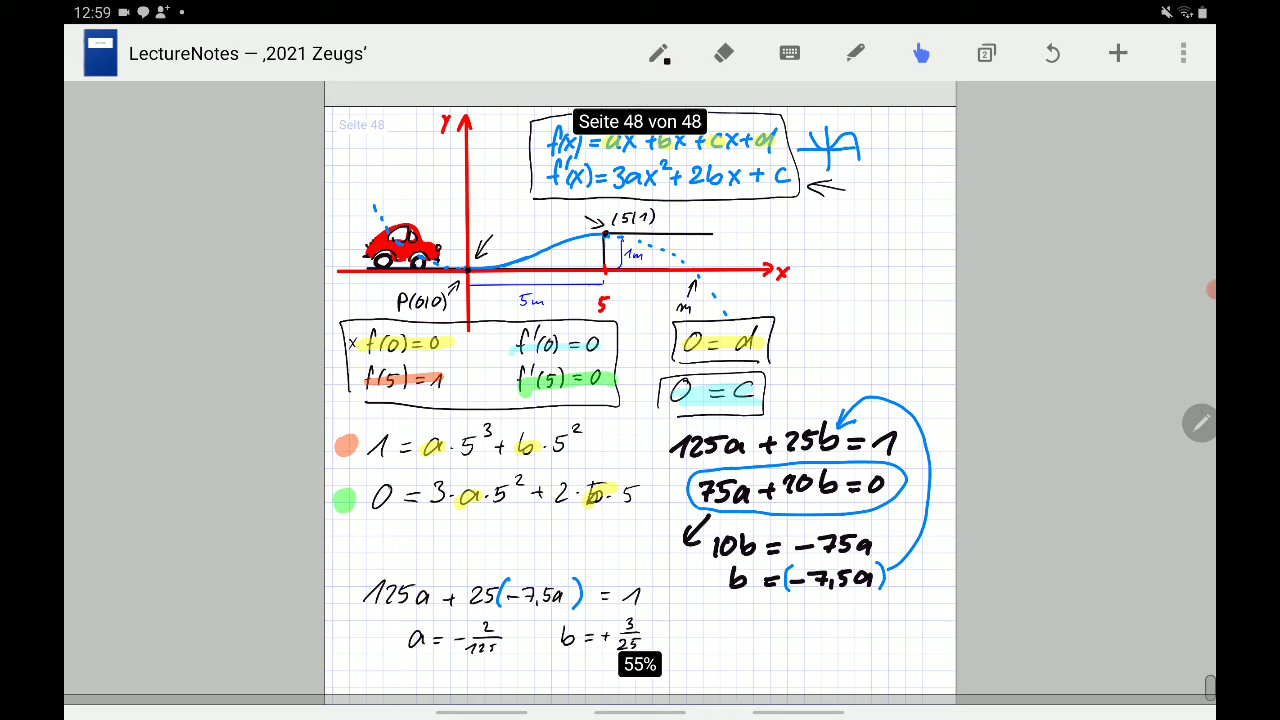 12:59
LectureNotes — ‚2021 Zeugs’
2
Seite 48
Seite 48 von 48
y
f(x) = ax + bx + cx + d
f'(x) = 3ax² + 2bx + c
(5|1)
1m
x
P(0|0)
5m
5
m
x f(0) = 0
f'(0) = 0
0 = d
f(5) = 1
f'(5) = 0
0 = c
1 = a · 5³ + b · 5²
125a + 25b = 1
0 = 3 · a · 5² + 2 · b · 5
75a + 10b = 0
10b = -75a
b = (-7,5a)
125a + 25(-7,5a) = 1
a = - 2/125
b = + 3/25
55%